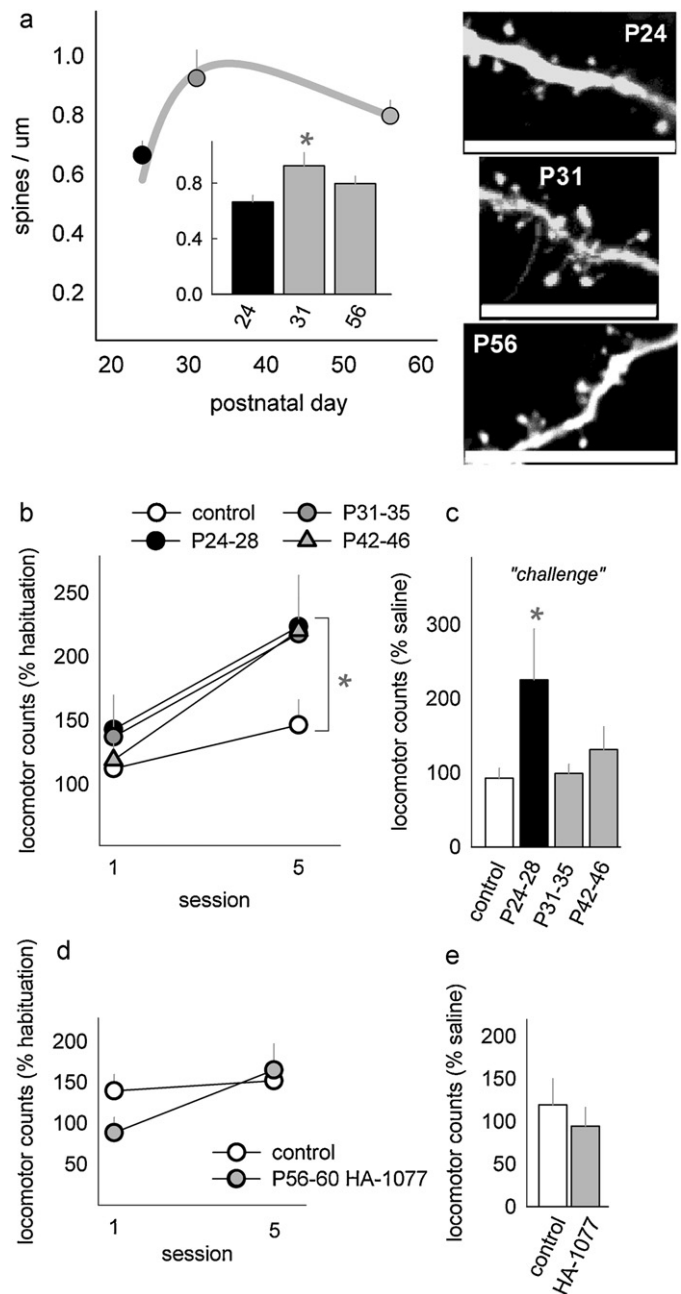 a
spines / um
1.0
0.8
0.6
0.4
0.2
20
30
40
50
60
postnatal day
*
0.8
0.4
0.0
24
31
56
P24
P31
P56
b
control
P31-35
P24-28
P42-46
locomotor counts (% habituation)
250
200
150
100
*
1
5
session
c
"challenge"
locomotor counts (% saline)
300
200
100
0
*
control
P24-28
P31-35
P42-46
d
locomotor counts (% habituation)
200
150
100
50
control
P56-60 HA-1077
1
5
session
e
locomotor counts (% saline)
200
150
100
50
0
control
HA-1077